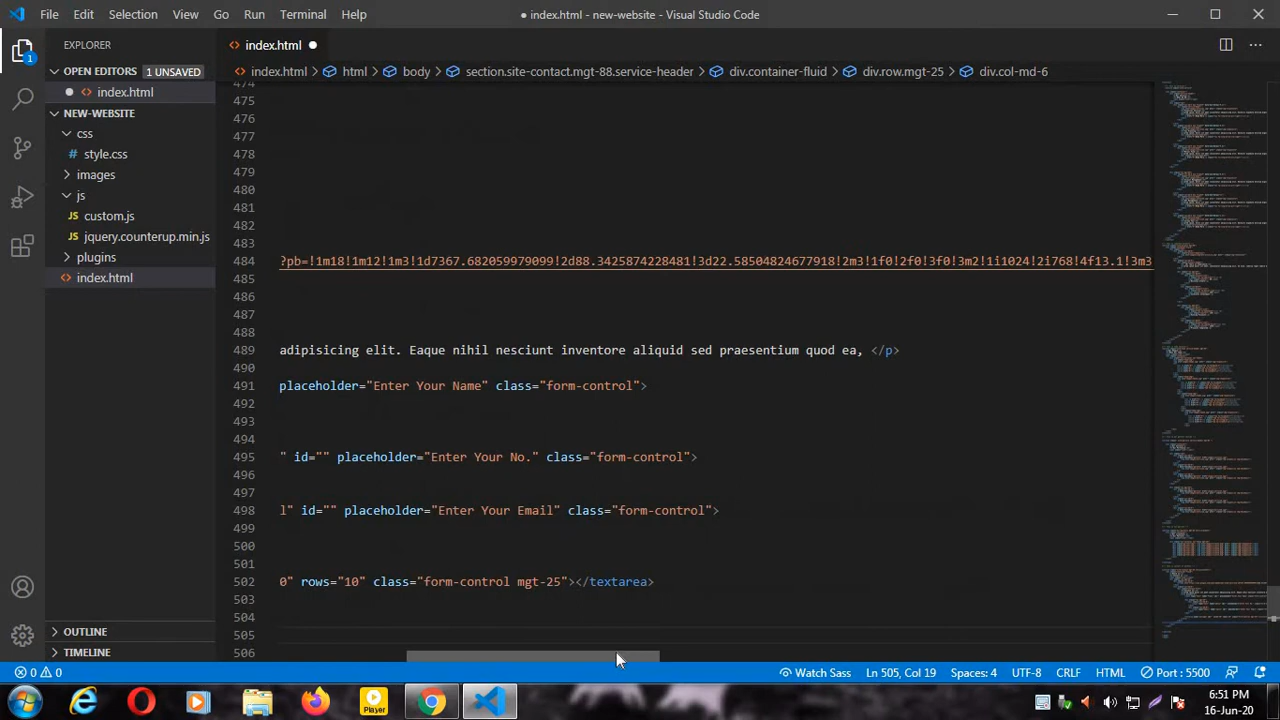 File Edit Selection View Go Run Terminal Help
● index.html - new-website - Visual Studio Code
EXPLORER
index.html ●
OPEN EDITORS 1 UNSAVED
index.html > html > body > section.site-contact.mgt-88.service-header > div.container-fluid > div.row.mgt-25 > div.col-md-6
● index.html
NEW-WEBSITE
css
style.css
images
js
custom.js
jquery.counterup.min.js
plugins
index.html
474
475
476
477
478
479
480
481
482
483
484 ?pb=!1m18!1m12!1m3!1d7367.686959979099!2d88.3425874228481!3d22.58504824677918!2m3!1f0!2f0!3f0!3m2!1i1024!2i768!4f13.1!3m3
485
486
487
488
489 adipisicing elit. Eaque nihil nesciunt inventore aliquid sed praesentium quod ea, </p>
490
491 placeholder="Enter Your Name" class="form-control">
492
493
494
495 " id="" placeholder="Enter Your No." class="form-control">
496
497
498 l" id="" placeholder="Enter Your Email" class="form-control">
499
500
501
502 0" rows="10" class="form-control mgt-25"></textarea>
503
504
505
506
OUTLINE
TIMELINE
0 0 Watch Sass Ln 505, Col 19 Spaces: 4 UTF-8 CRLF HTML Port : 5500
Player
6:51 PM
16-Jun-20